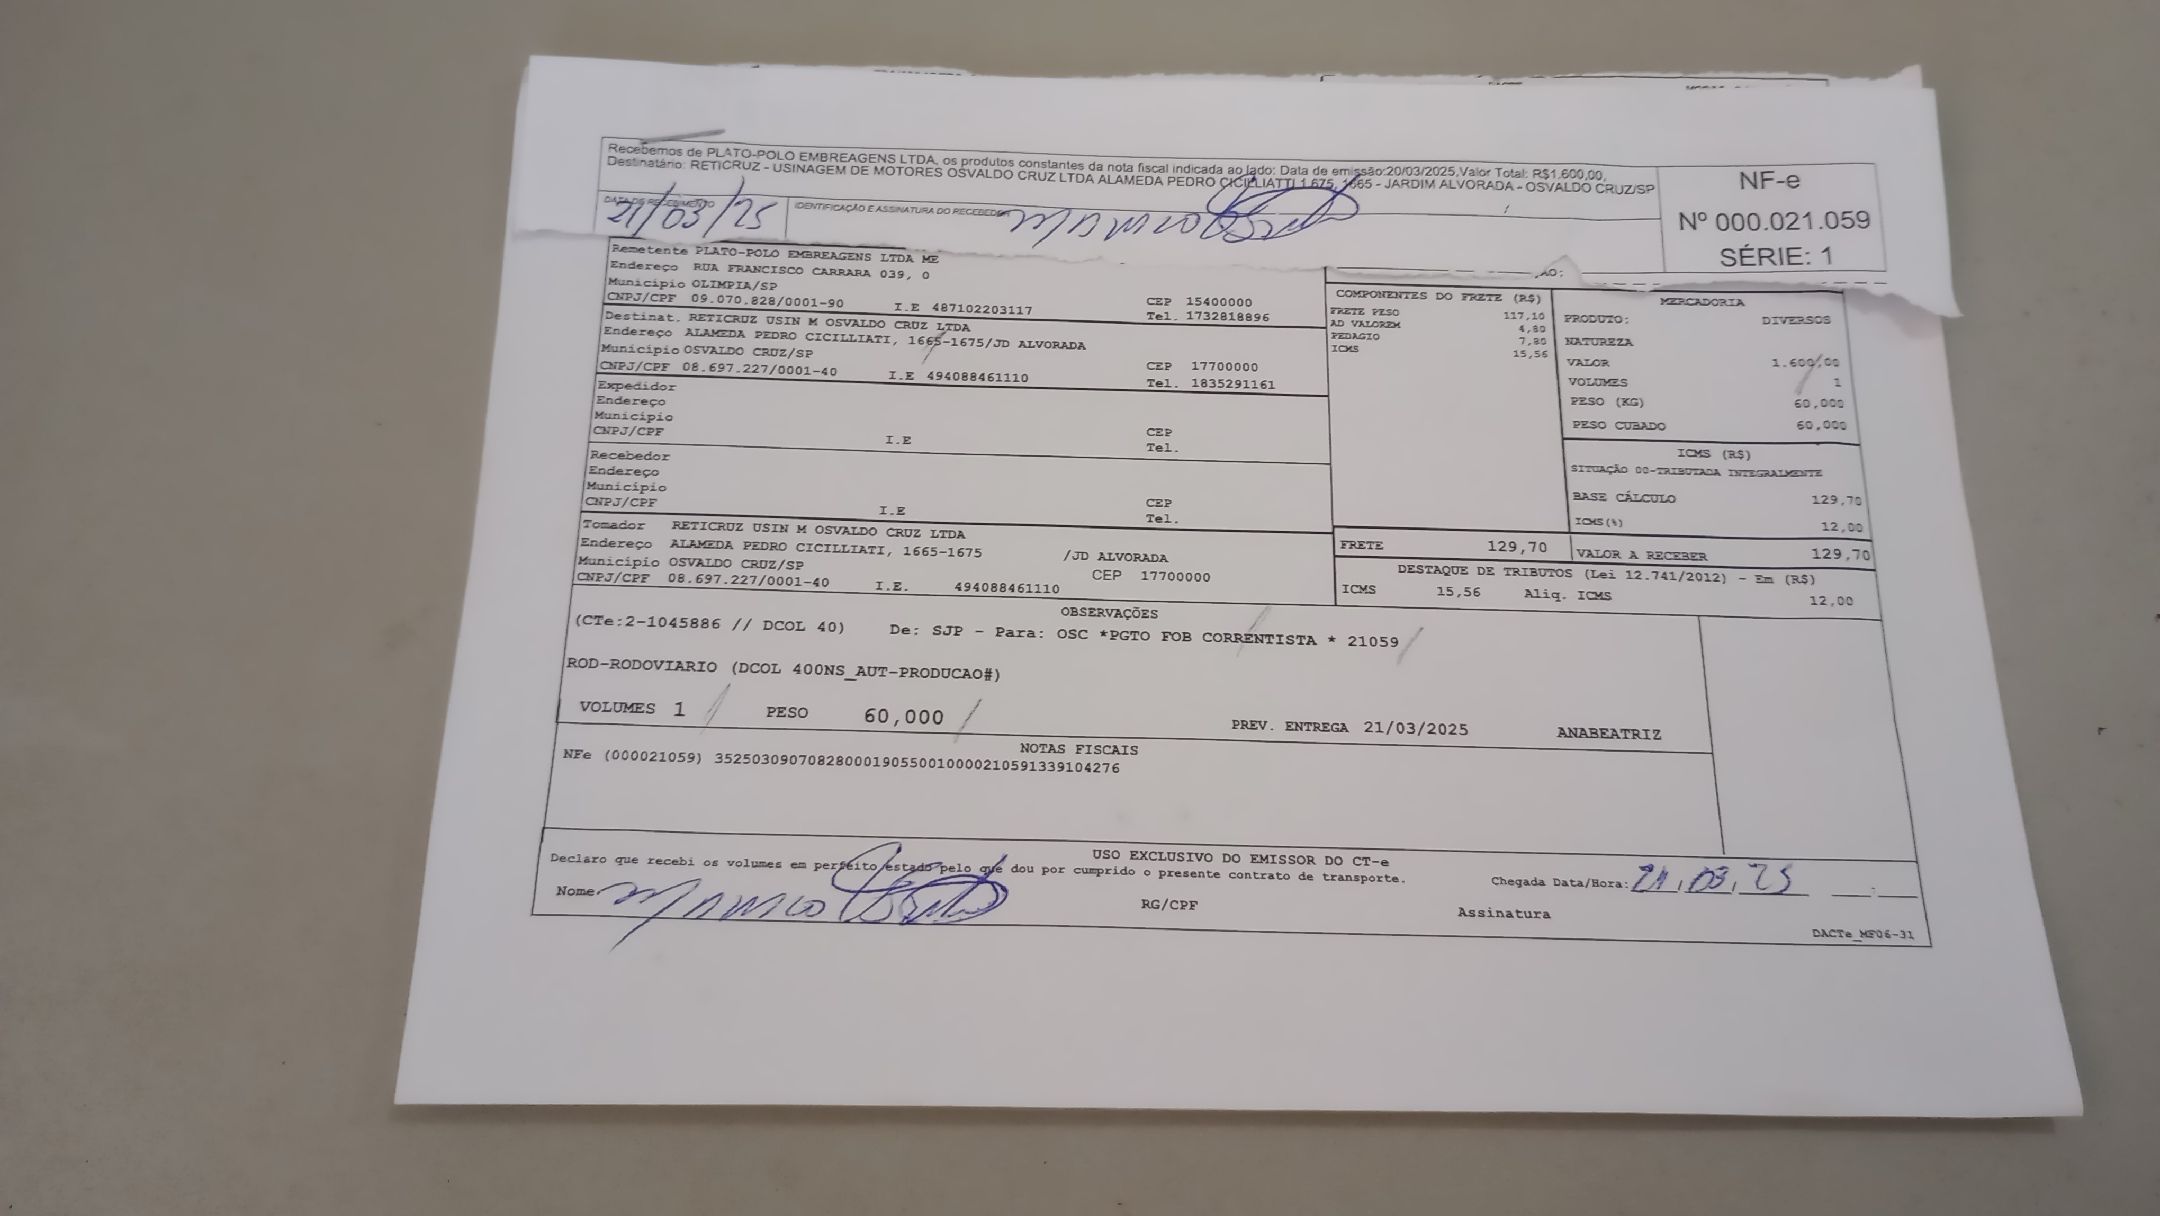 Recebemos de PLATO-POLO EMBREAGENS LTDA, os produtos constantes da nota fiscal indicada ao lado: Data de emissão:20/03/2025,Valor Total: R$1.600,00,
Destinatário: RETICRUZ - USINAGEM DE MOTORES OSVALDO CRUZ LTDA ALAMEDA PEDRO CICILLIATTI 1.675, 1665 - JARDIM ALVORADA - OSVALDO CRUZ/SP
DATA DE RECEBIMENTO
21/03/25
IDENTIFICAÇÃO E ASSINATURA DO RECEBEDOR
NF-e
Nº 000.021.059
SÉRIE: 1
Remetente PLATO-POLO EMBREAGENS LTDA ME
Endereço RUA FRANCISCO CARRARA 039, 0
Município OLIMPIA/SP CEP 15400000
CNPJ/CPF 09.070.828/0001-90 I.E 487102203117 Tel. 1732818896
Destinat. RETICRUZ USIN M OSVALDO CRUZ LTDA
Endereço ALAMEDA PEDRO CICILLIATI, 1665-1675/JD ALVORADA
Município OSVALDO CRUZ/SP CEP 17700000
CNPJ/CPF 08.697.227/0001-40 I.E 494088461110 Tel. 1835291161
Expedidor
Endereço
Município CEP
CNPJ/CPF I.E Tel.
Recebedor
Endereço
Município CEP
CNPJ/CPF I.E Tel.
Tomador RETICRUZ USIN M OSVALDO CRUZ LTDA
Endereço ALAMEDA PEDRO CICILLIATI, 1665-1675 /JD ALVORADA
Município OSVALDO CRUZ/SP CEP 17700000
CNPJ/CPF 08.697.227/0001-40 I.E. 494088461110
COMPONENTES DO FRETE (R$)
FRETE PESO 117,10
AD VALOREM 4,80
PEDAGIO 7,80
ICMS 15,56
MERCADORIA
PRODUTO: DIVERSOS
NATUREZA
VALOR 1.600,00
VOLUMES 1
PESO (KG) 60,000
PESO CUBADO 60,000
ICMS (R$)
SITUAÇÃO 00-TRIBUTADA INTEGRALMENTE
BASE CÁLCULO 129,70
ICMS(%) 12,00
FRETE 129,70 VALOR A RECEBER 129,70
DESTAQUE DE TRIBUTOS (Lei 12.741/2012) - Em (R$)
ICMS 15,56 Aliq. ICMS 12,00
OBSERVAÇÕES
(CTe:2-1045886 // DCOL 40) De: SJP - Para: OSC *PGTO FOB CORRENTISTA * 21059
ROD-RODOVIARIO (DCOL 400NS_AUT-PRODUCAO#)
VOLUMES 1 PESO 60,000 PREV. ENTREGA 21/03/2025 ANABEATRIZ
NOTAS FISCAIS
NFe (000021059) 35250309070828000190550010000210591339104276
USO EXCLUSIVO DO EMISSOR DO CT-e
Declaro que recebi os volumes em perfeito estado pelo que dou por cumprido o presente contrato de transporte.
Chegada Data/Hora: 21,03,25
Nome RG/CPF Assinatura
DACTe_MF06-31